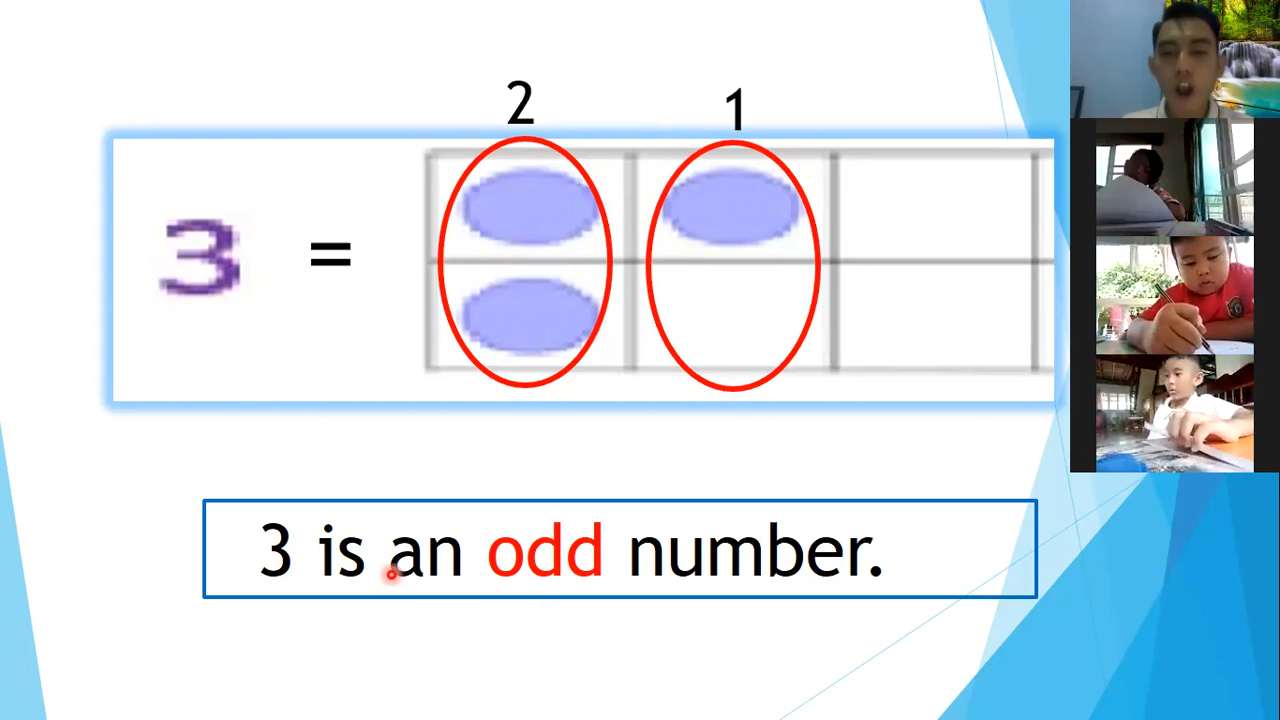 2 1
3 =
3 is an odd number.